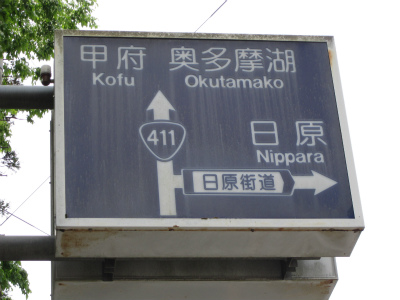 甲府 奥多摩湖
Kofu Okutamako
411
日原
Nippara
日原街道